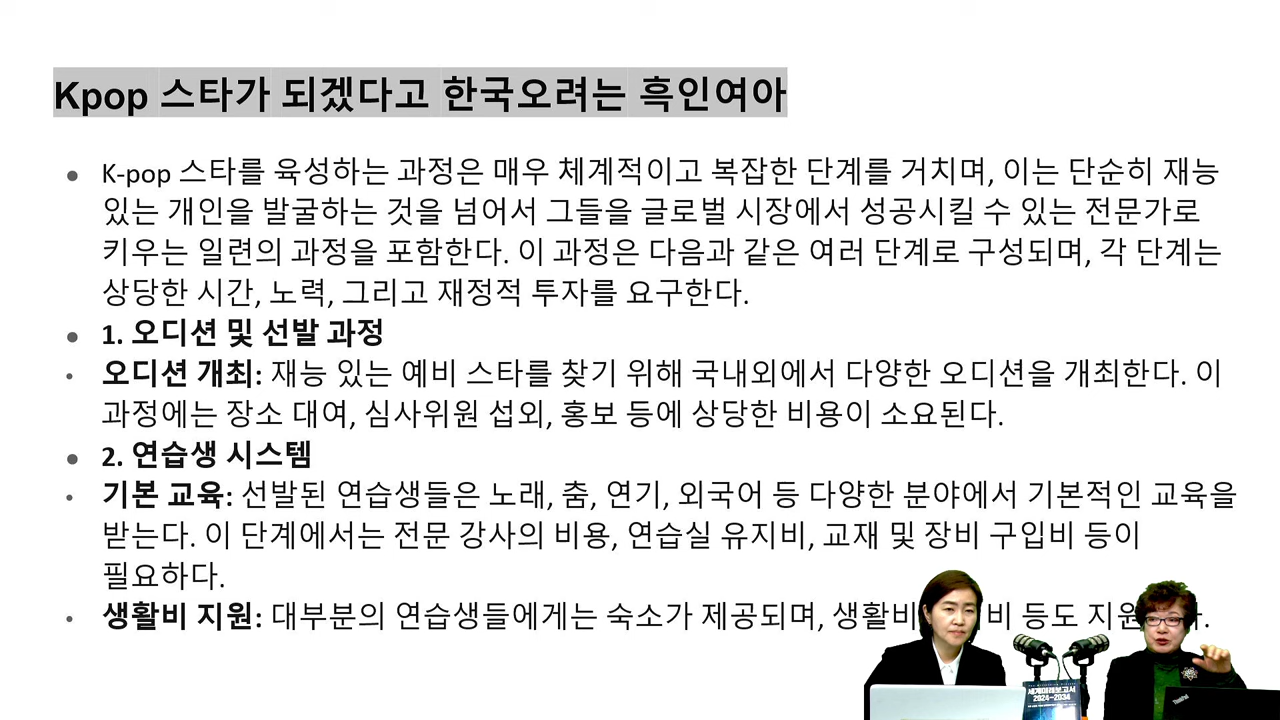 Kpop 스타가 되겠다고 한국오려는 흑인여아
K-pop 스타를 육성하는 과정은 매우 체계적이고 복잡한 단계를 거치며, 이는 단순히 재능
있는 개인을 발굴하는 것을 넘어서 그들을 글로벌 시장에서 성공시킬 수 있는 전문가로
키우는 일련의 과정을 포함한다. 이 과정은 다음과 같은 여러 단계로 구성되며, 각 단계는
상당한 시간, 노력, 그리고 재정적 투자를 요구한다.
1. 오디션 및 선발 과정
오디션 개최: 재능 있는 예비 스타를 찾기 위해 국내외에서 다양한 오디션을 개최한다. 이
과정에는 장소 대여, 심사위원 섭외, 홍보 등에 상당한 비용이 소요된다.
2. 연습생 시스템
기본 교육: 선발된 연습생들은 노래, 춤, 연기, 외국어 등 다양한 분야에서 기본적인 교육을
받는다. 이 단계에서는 전문 강사의 비용, 연습실 유지비, 교재 및 장비 구입비 등이
필요하다.
생활비 지원: 대부분의 연습생들에게는 숙소가 제공되며, 생활비 비 등도 지원
세계미래보고서
2024-2034
ThinkPad